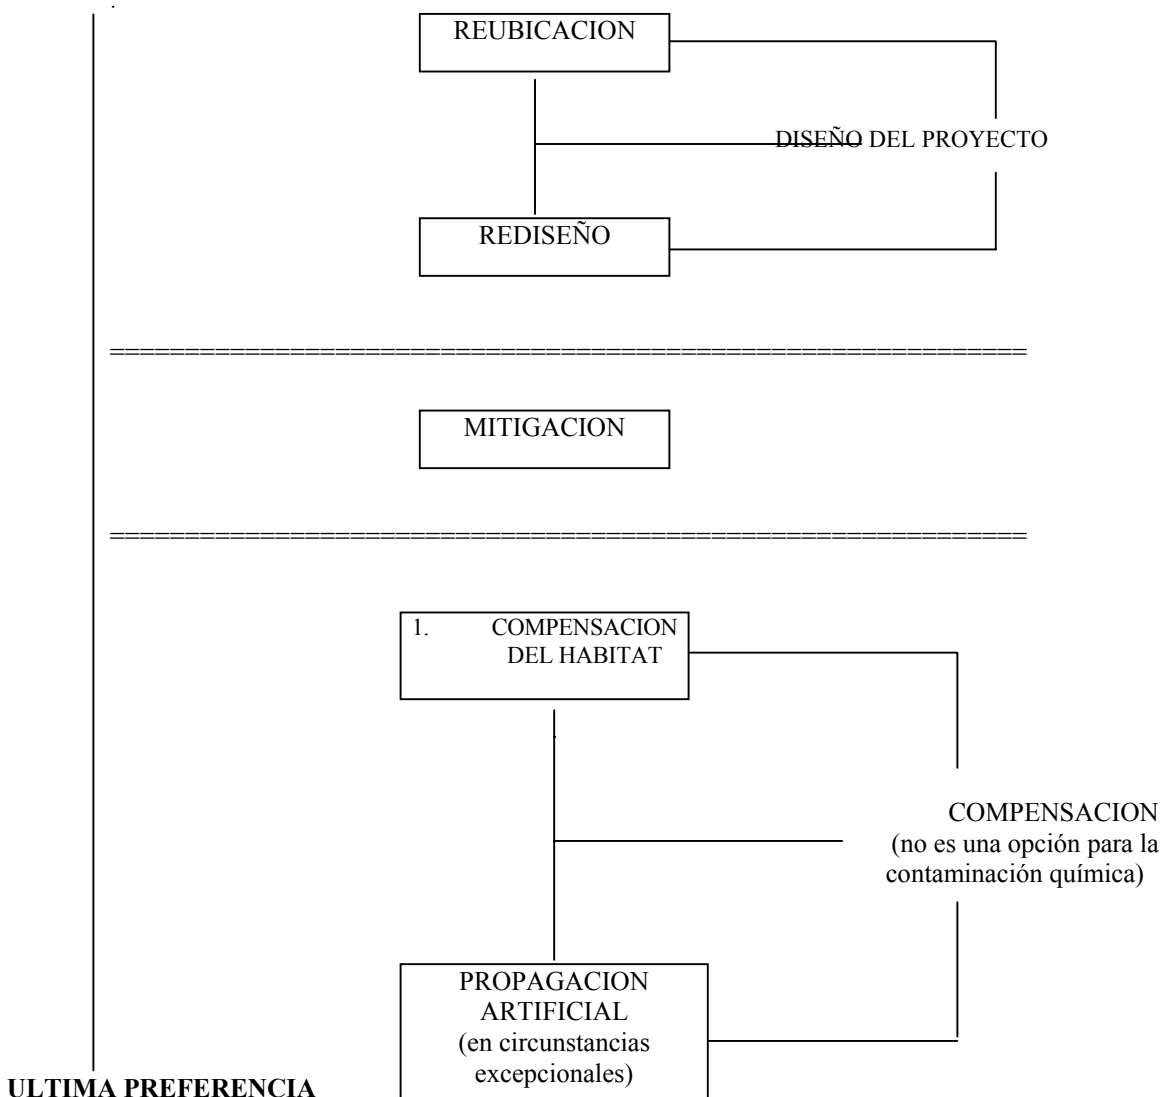 REUBICACION
DISEÑO DEL PROYECTO
REDISEÑO
==============================================================
MITIGACION
==============================================================
1. COMPENSACION
DEL HABITAT
COMPENSACION
(no es una opción para la
contaminación química)
PROPAGACION
ARTIFICIAL
(en circunstancias
excepcionales)
ULTIMA PREFERENCIA